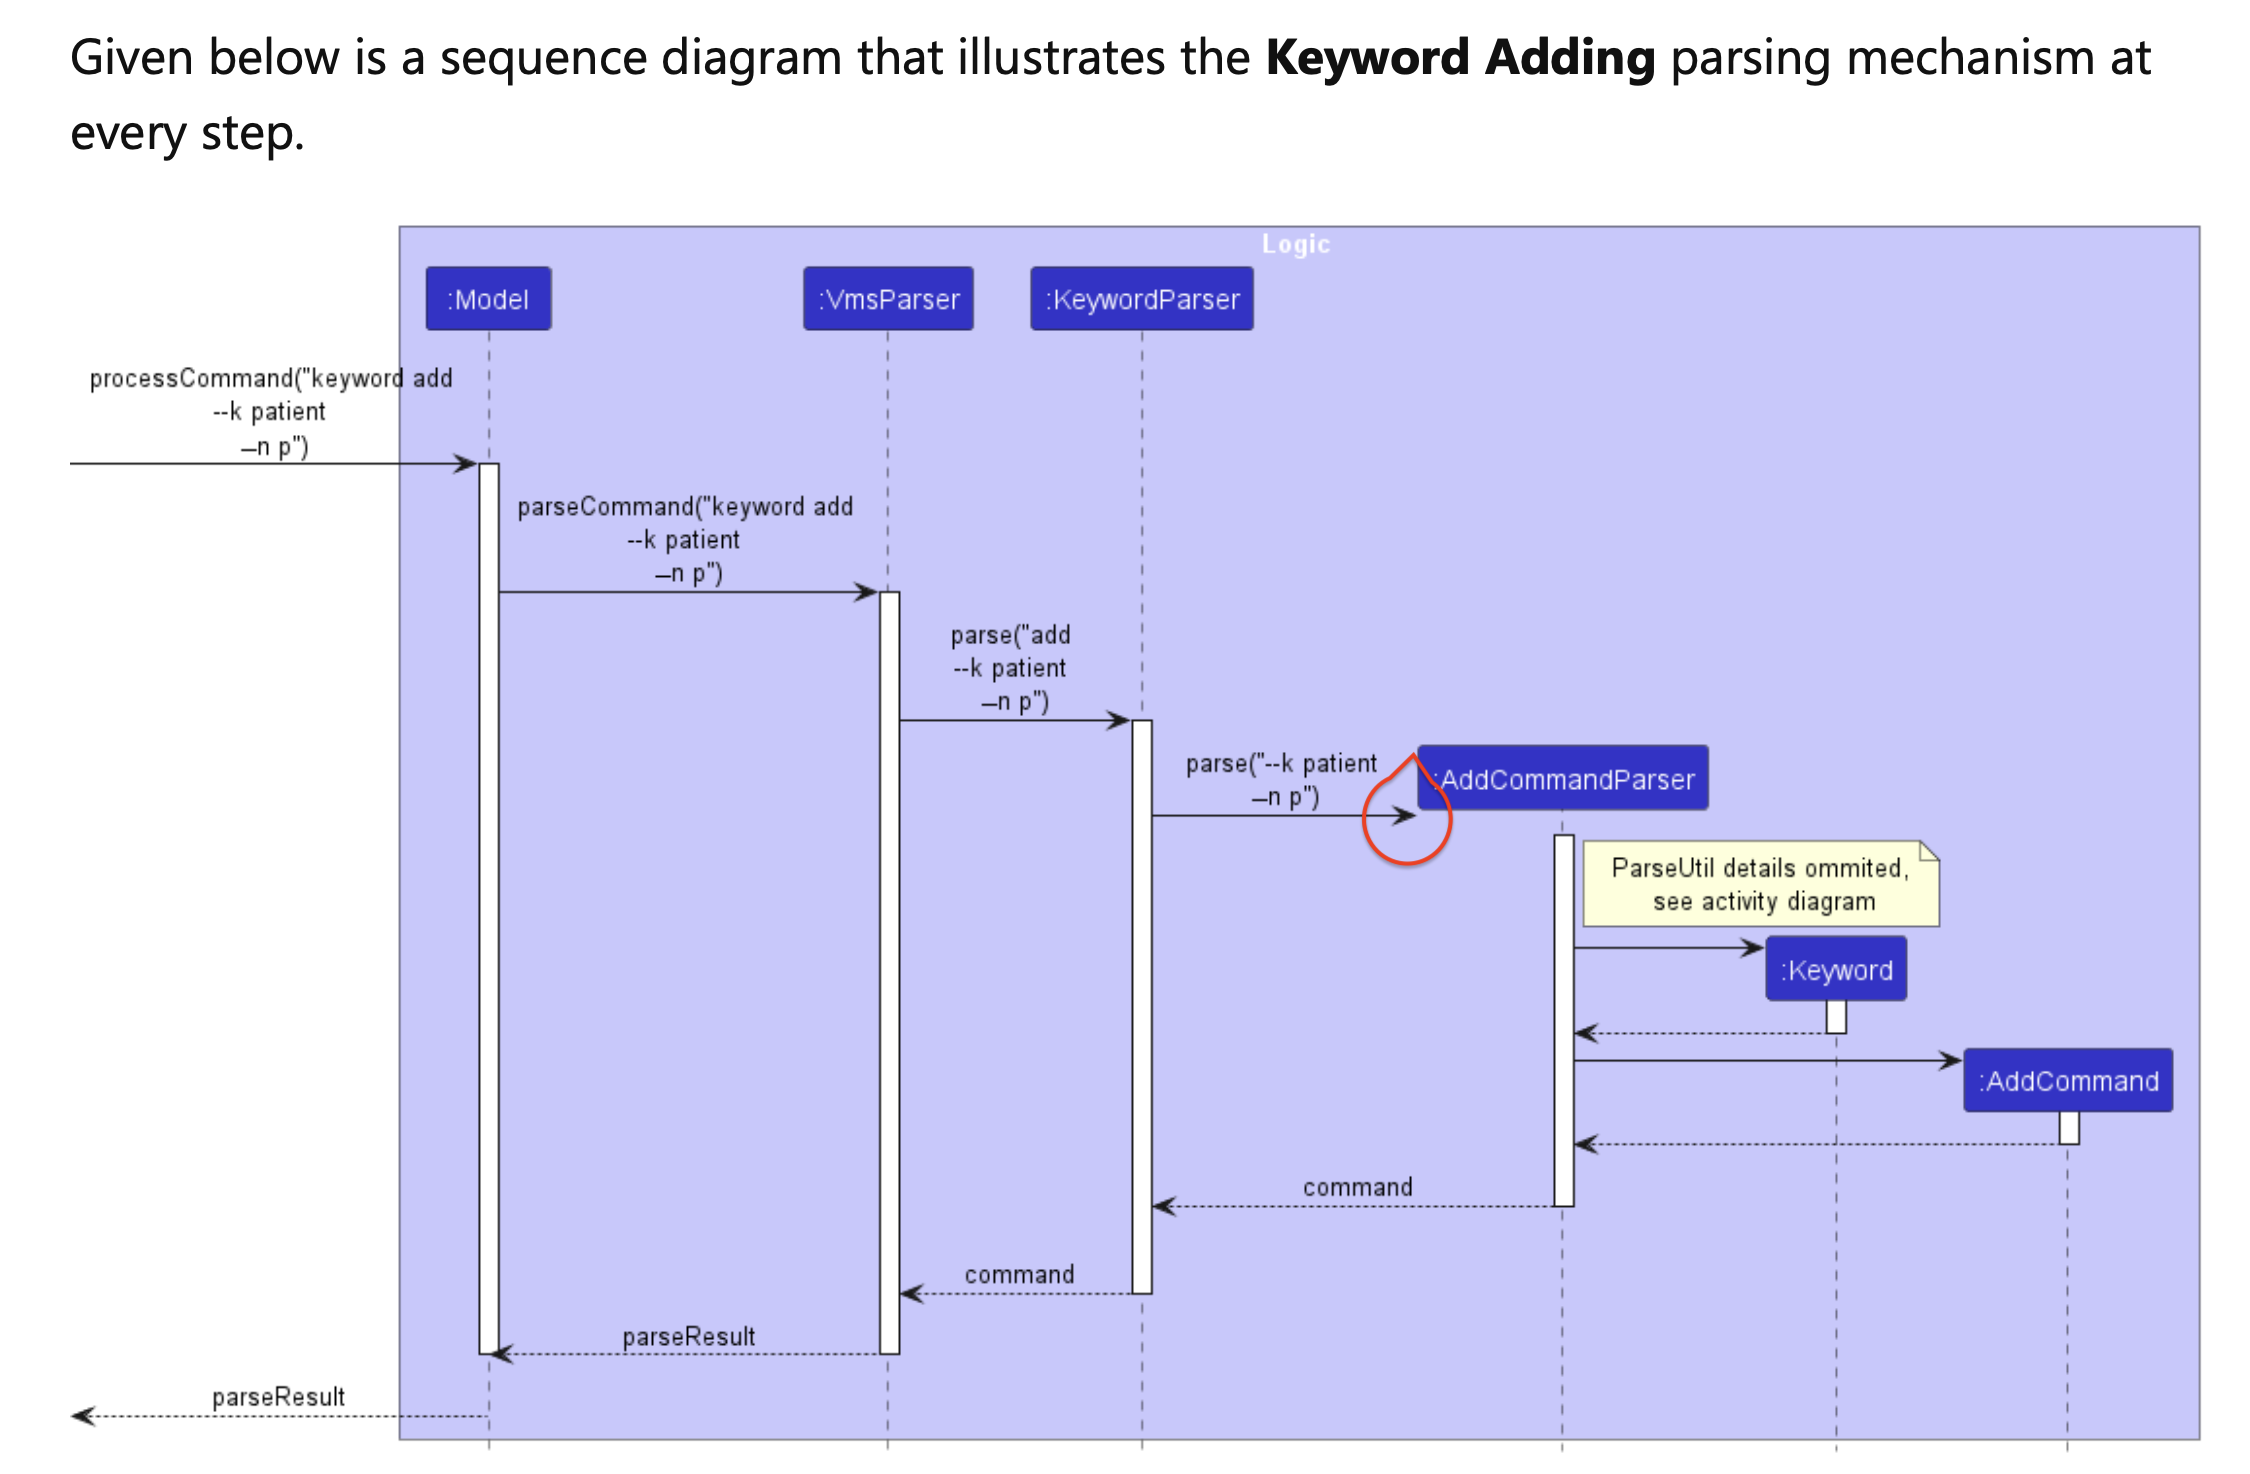 Given below is a sequence diagram that illustrates the Keyword Adding parsing mechanism at
every step.
Logic
:Model
:VmsParser
:KeywordParser
processCommand("keyword add
--k patient
—n p")
parseCommand("keyword add
--k patient
—n p")
parse("add
--k patient
—n p")
parse("--k patient
—n p")
:AddCommandParser
ParseUtil details ommited,
see activity diagram
:Keyword
:AddCommand
command
command
parseResult
parseResult